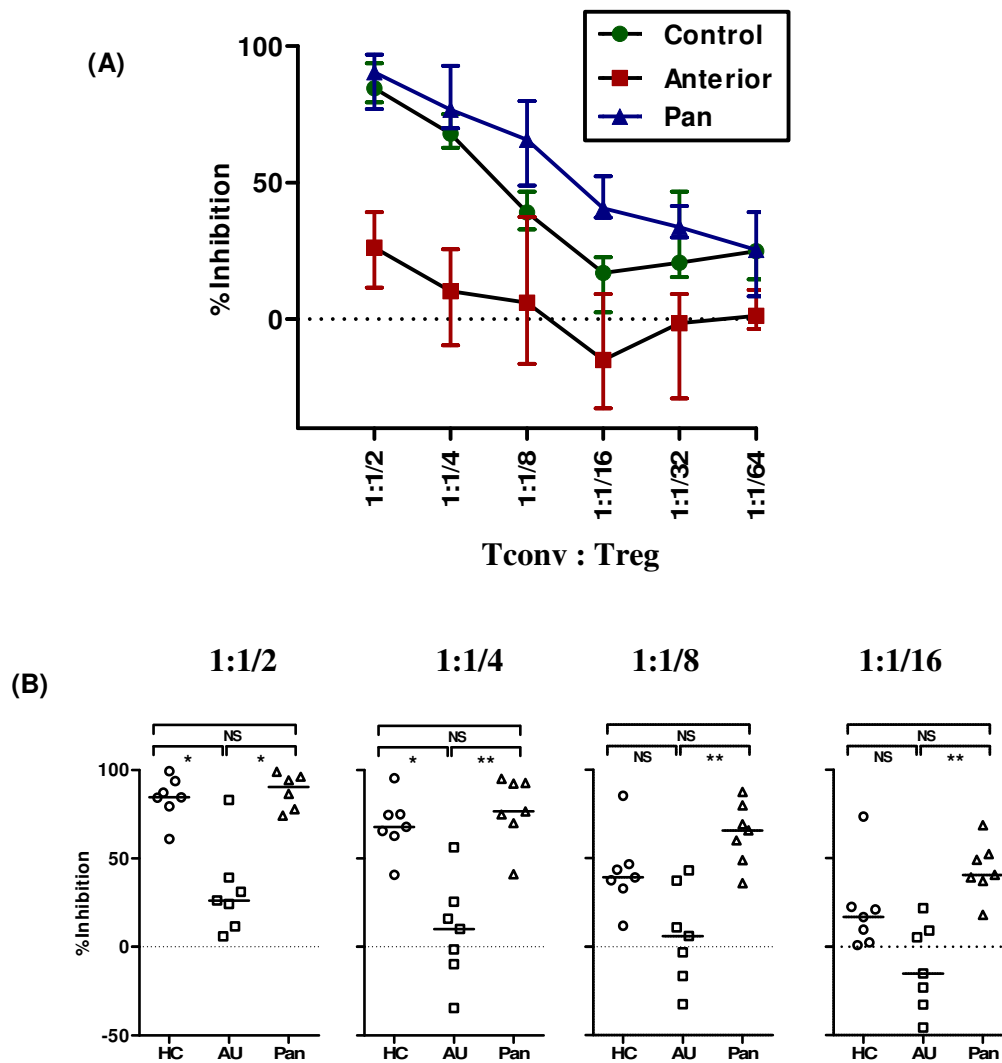 (A)
Control
Anterior
Pan
%Inhibition
100
50
0
1:1/2
1:1/4
1:1/8
1:1/16
1:1/32
1:1/64
Tconv : Treg
(B)
1:1/2
1:1/4
1:1/8
1:1/16
NS
NS
NS
NS
* *
* **
NS **
NS **
%Inhibition
100
50
0
-50
HC AU Pan
HC AU Pan
HC AU Pan
HC AU Pan